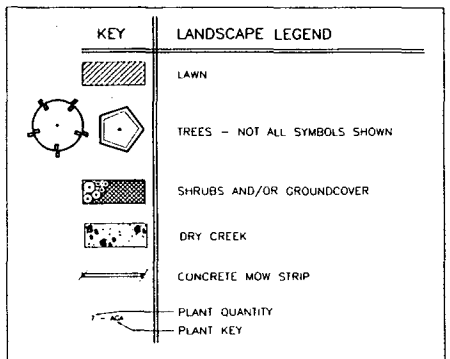 KEY LANDSCAPE LEGEND
LAWN
TREES - NOT ALL SYMBOLS SHOWN
SHRUBS AND/OR GROUNDCOVER
DRY CREEK
CONCRETE MOW STRIP
PLANT QUANTITY
PLANT KEY